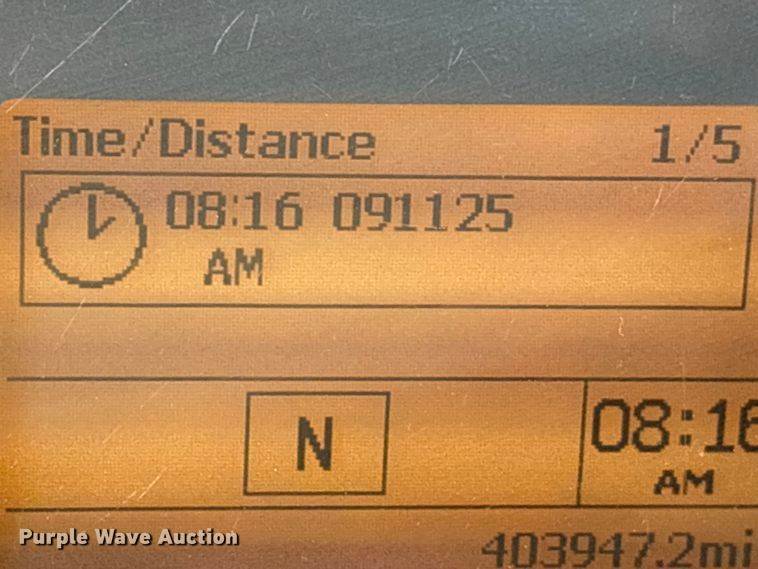 Time/Distance 1/5
08:16 091125
AM
N 08:16
AM
403947.2mi
Purple Wave Auction